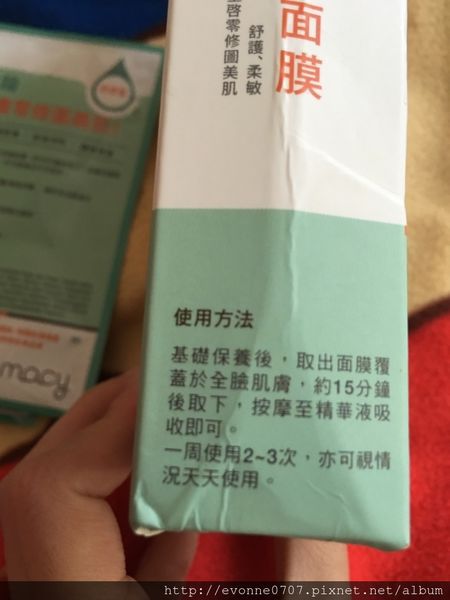 面膜
舒護、柔敏
啓零修圖美肌
使用方法
基礎保養後，取出面膜覆
蓋於全臉肌膚，約15分鐘
後取下，按摩至精華液吸
收即可。
一周使用2~3次，亦可視情
況天天使用。
macy
http://evonne0707.pixnet.net/album